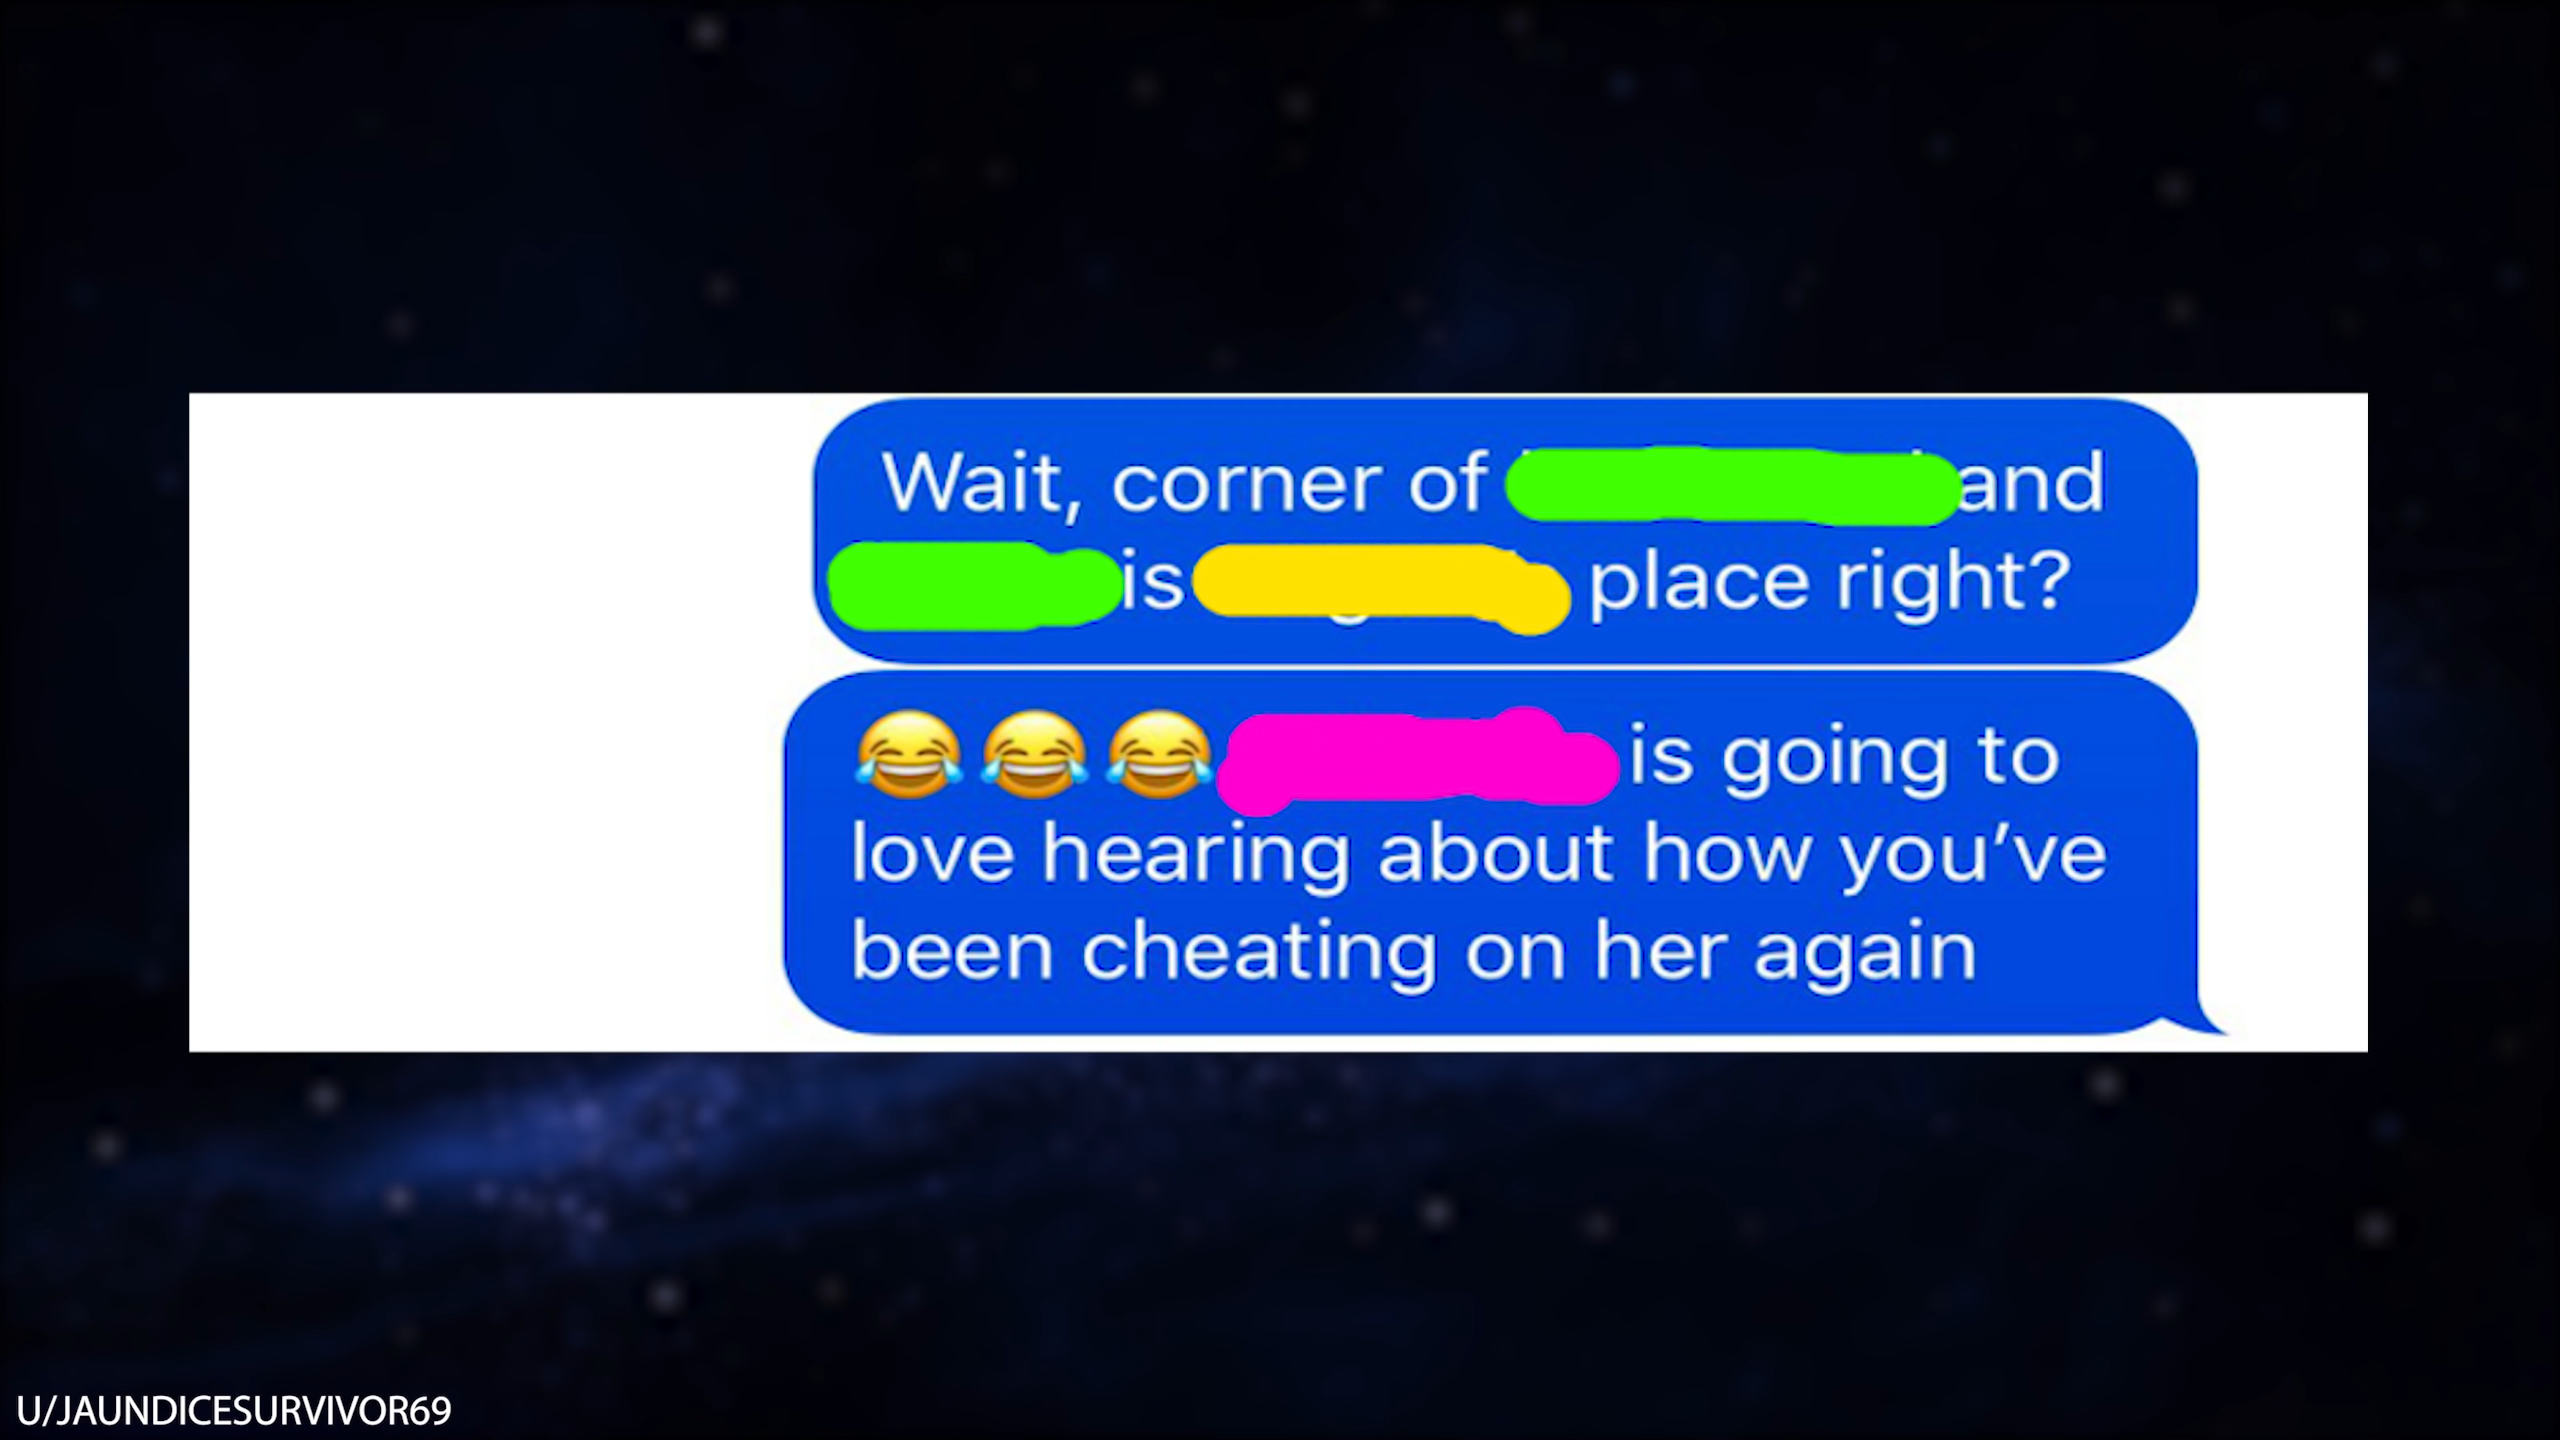 Wait, corner of and
is place right?
😂😂😂 is going to
love hearing about how you’ve
been cheating on her again
U/JAUNDICESURVIVOR69